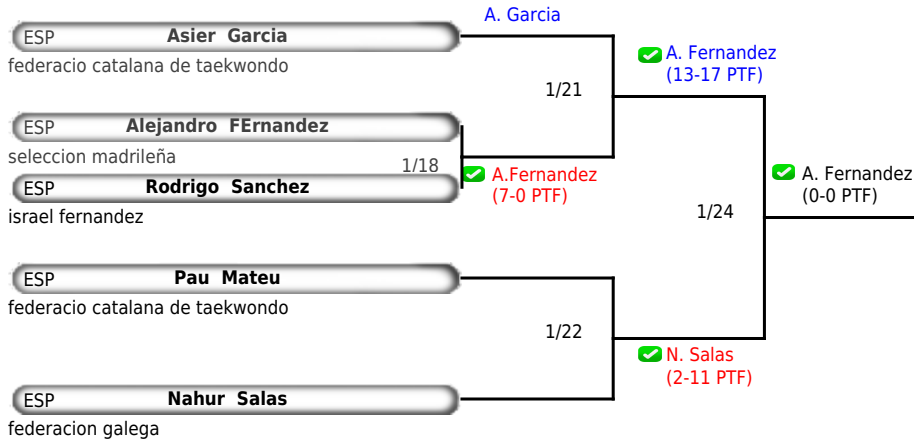 A. Garcia
ESP Asier Garcia
federacio catalana de taekwondo
A. Fernandez
(13-17 PTF)
1/21
ESP Alejandro FErnandez
seleccion madrileña
1/18
A.Fernandez
(7-0 PTF)
A. Fernandez
(0-0 PTF)
ESP Rodrigo Sanchez
israel fernandez
1/24
ESP Pau Mateu
federacio catalana de taekwondo
1/22
N. Salas
(2-11 PTF)
ESP Nahur Salas
federacion galega